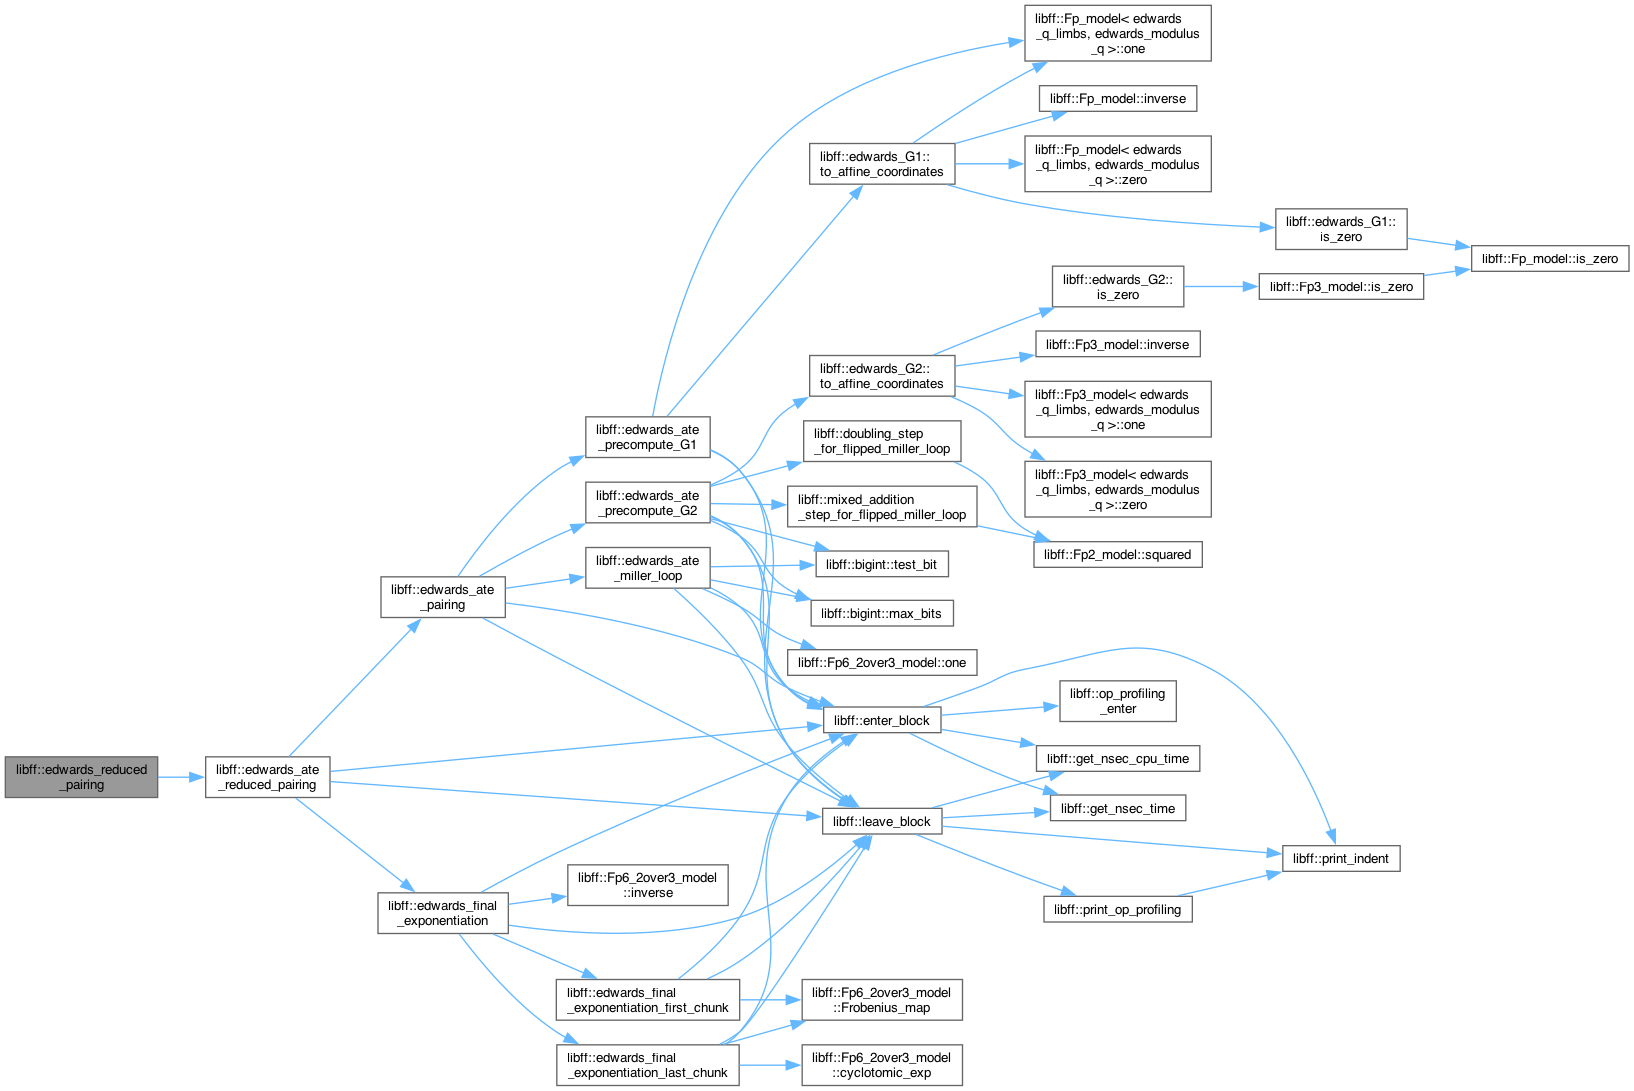 libff::Fp_model< edwards
_q_limbs, edwards_modulus
_q >::one
libff::Fp_model::inverse
libff::edwards_G1::
to_affine_coordinates
libff::Fp_model< edwards
_q_limbs, edwards_modulus
_q >::zero
libff::edwards_G1::
is_zero
libff::Fp_model::is_zero
libff::edwards_G2::
is_zero
libff::Fp3_model::is_zero
libff::Fp3_model::inverse
libff::edwards_G2::
to_affine_coordinates
libff::Fp3_model< edwards
_q_limbs, edwards_modulus
_q >::one
libff::edwards_ate
_precompute_G1
libff::doubling_step
_for_flipped_miller_loop
libff::Fp3_model< edwards
_q_limbs, edwards_modulus
_q >::zero
libff::edwards_ate
_precompute_G2
libff::mixed_addition
_step_for_flipped_miller_loop
libff::Fp2_model::squared
libff::edwards_ate
_miller_loop
libff::bigint::test_bit
libff::edwards_ate
_pairing
libff::bigint::max_bits
libff::Fp6_2over3_model::one
libff::op_profiling
_enter
libff::enter_block
libff::get_nsec_cpu_time
libff::edwards_reduced
_pairing
libff::edwards_ate
_reduced_pairing
libff::get_nsec_time
libff::leave_block
libff::print_indent
libff::Fp6_2over3_model
::inverse
libff::edwards_final
_exponentiation
libff::print_op_profiling
libff::edwards_final
_exponentiation_first_chunk
libff::Fp6_2over3_model
::Frobenius_map
libff::edwards_final
_exponentiation_last_chunk
libff::Fp6_2over3_model
::cyclotomic_exp